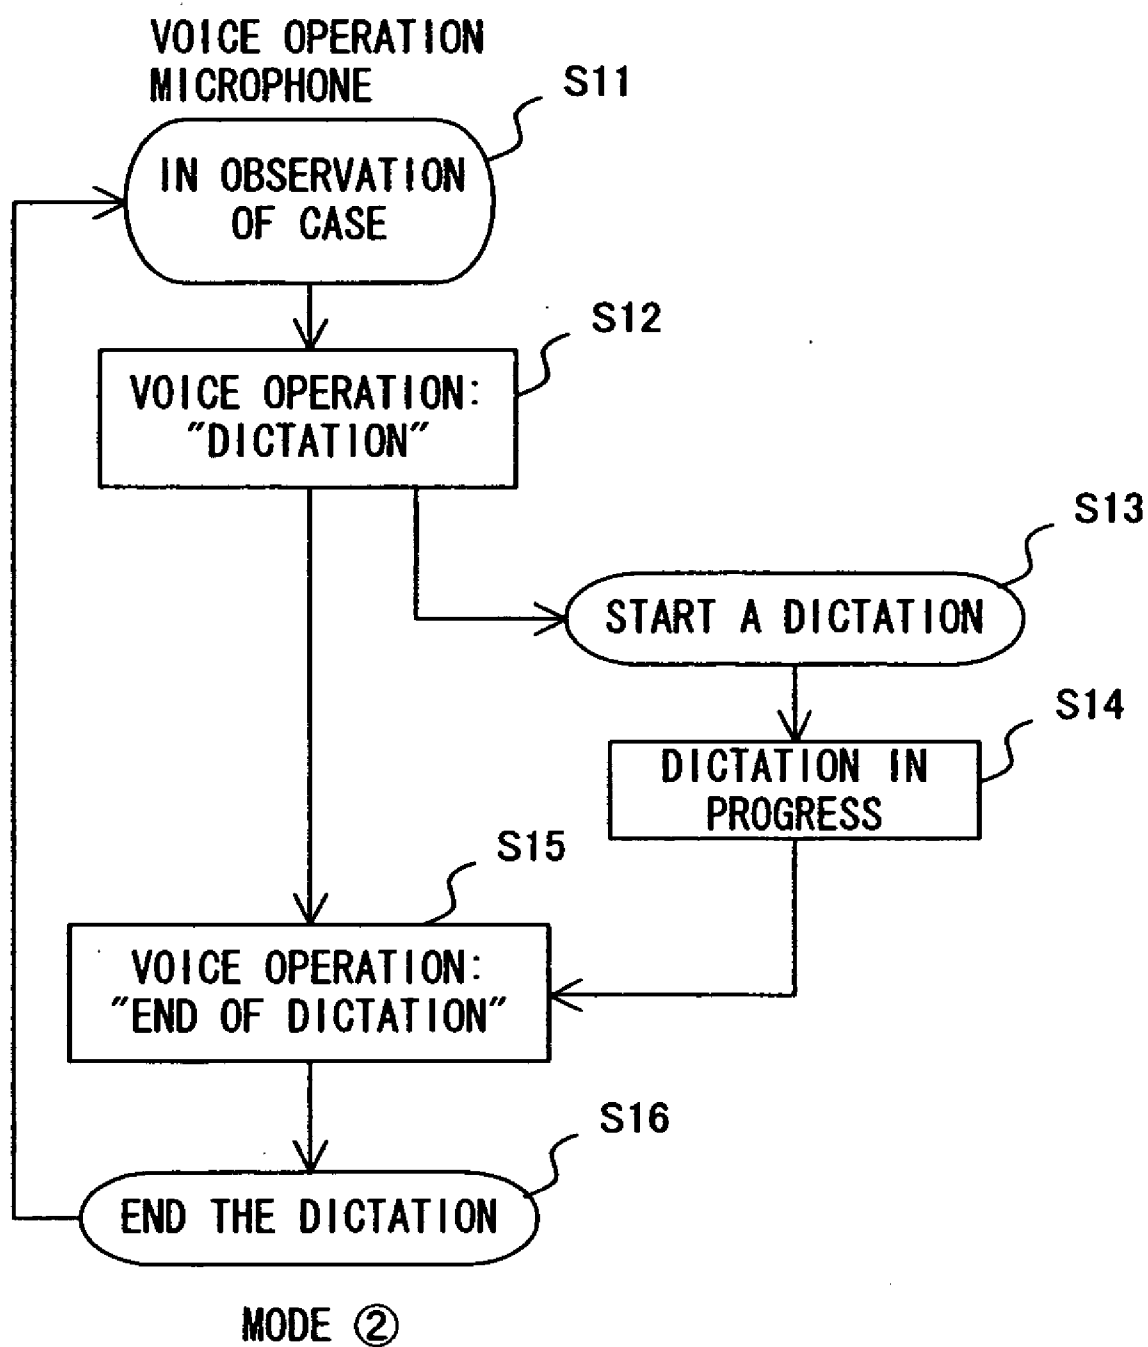 VOICE OPERATION
MICROPHONE
S11
IN OBSERVATION
OF CASE
S12
VOICE OPERATION:
"DICTATION"
S13
START A DICTATION
S14
DICTATION IN
PROGRESS
S15
VOICE OPERATION:
"END OF DICTATION"
S16
END THE DICTATION
MODE ②